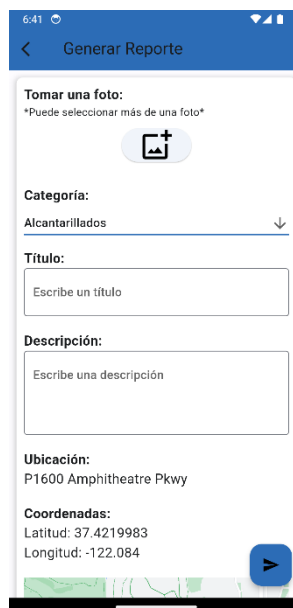 6:41
Generar Reporte
Tomar una foto:
*Puede seleccionar más de una foto*
Categoría:
Alcantarillados
Título:
Escribe un título
Descripción:
Escribe una descripción
Ubicación:
P1600 Amphitheatre Pkwy
Coordenadas:
Latitud: 37.4219983
Longitud: -122.084